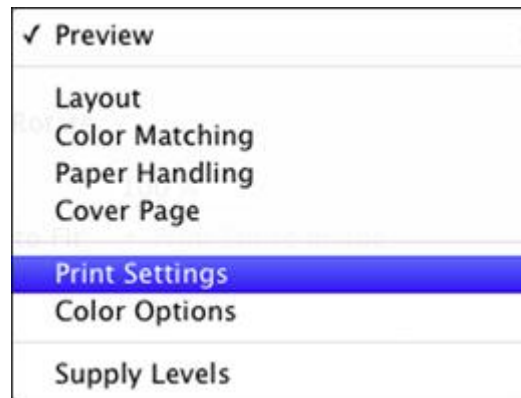 ✓ Preview
Layout
Color Matching
Paper Handling
Cover Page
Print Settings
Color Options
Supply Levels